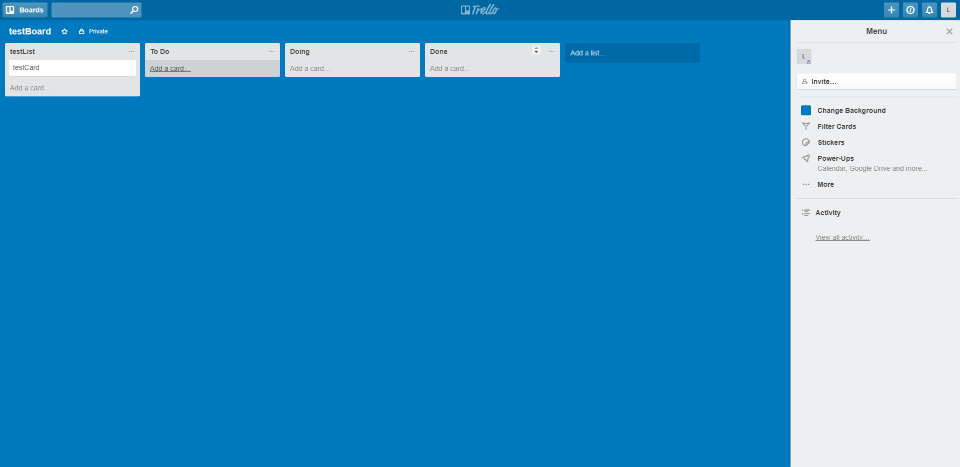 Boards
Trello
L
testBoard
Private
Menu
testList
...
To Do
...
Doing
...
Done
...
Add a list...
testCard
Add a card...
Add a card...
Add a card...
Add a card...
L
Invite...
Change Background
Filter Cards
Stickers
Power-Ups
Calendar, Google Drive and more...
... More
Activity
View all activity...